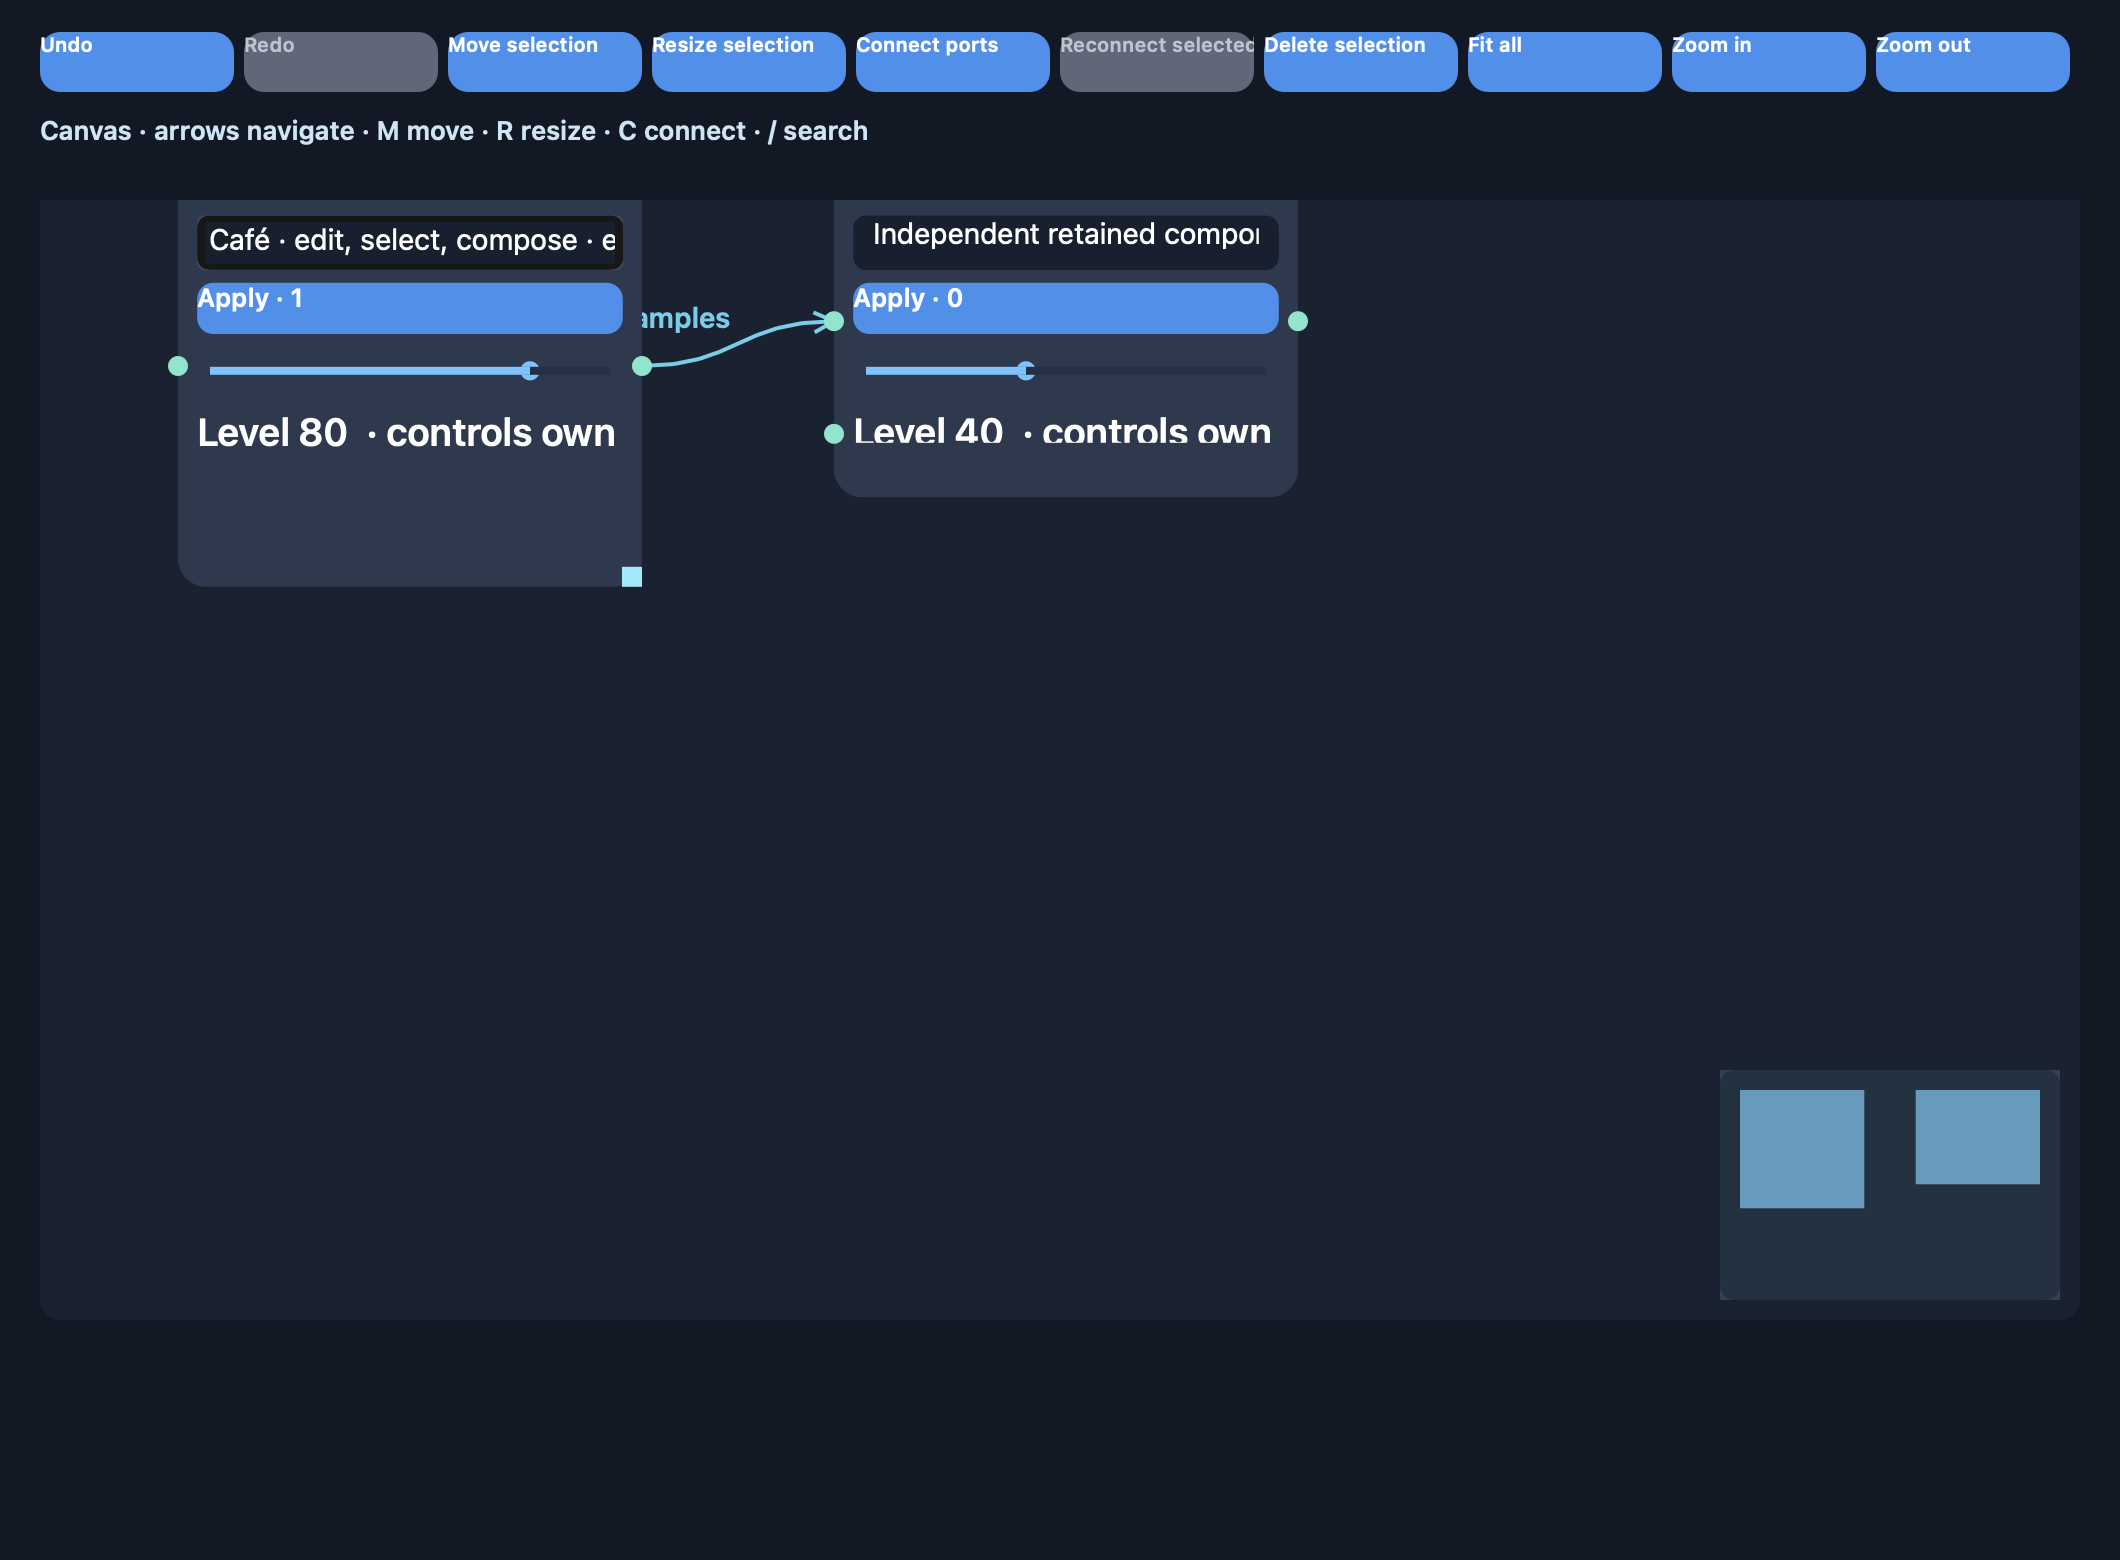 Undo
Redo
Move selection
Resize selection
Connect ports
Reconnect selected
Delete selection
Fit all
Zoom in
Zoom out
Canvas · arrows navigate · M move · R resize · C connect · / search
Café · edit, select, compose · e
Independent retained compo
Apply · 1
Apply · 0
amples
Level 80 · controls own
Level 40 · controls own